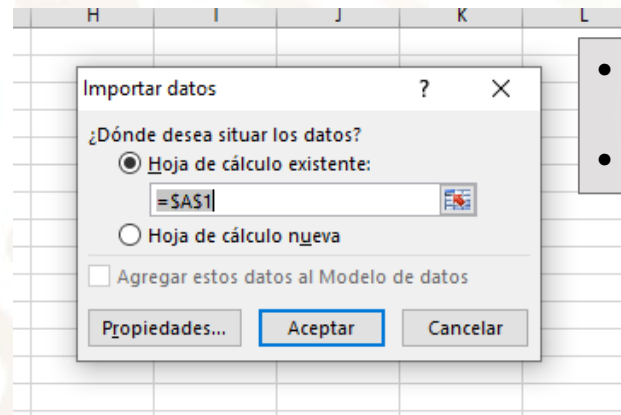 H I J K L
Importar datos ? X
¿Dónde desea situar los datos?
Hoja de cálculo existente:
=$A$1
Hoja de cálculo nueva
Agregar estos datos al Modelo de datos
Propiedades... Aceptar Cancelar